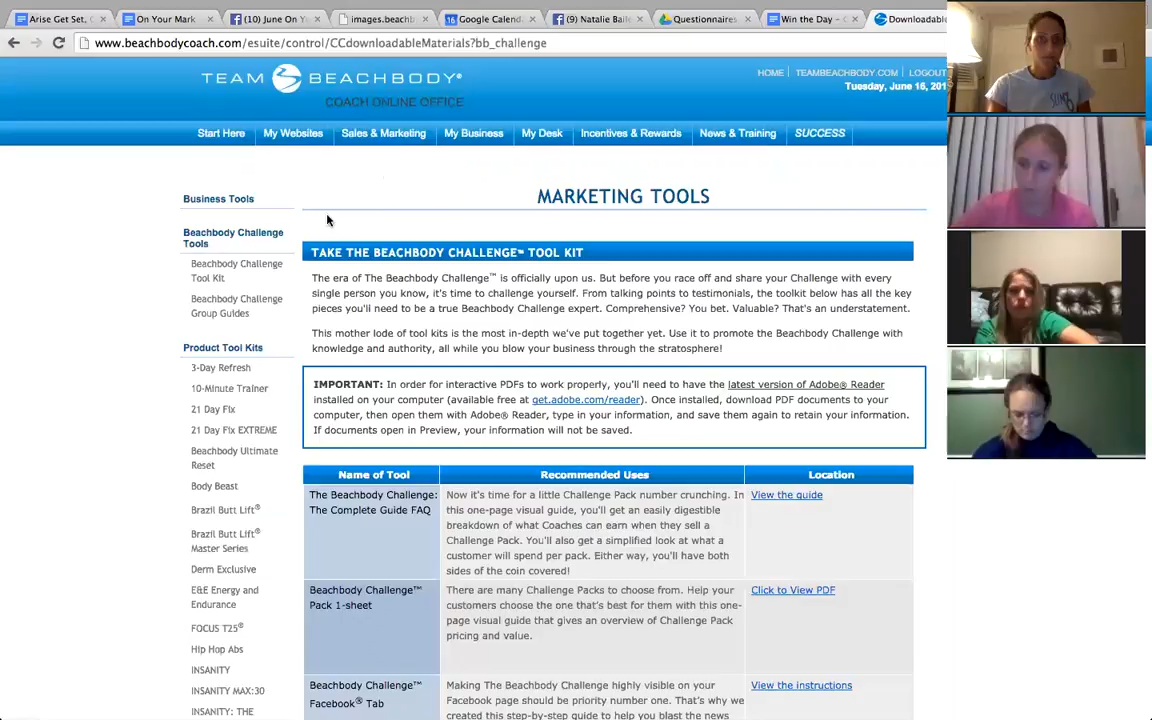 Arise Get Set,
On Your Mark
(10) June On Y
images.beachb
Google Calend
(9) Natalie Baile
Questionnaires
Win the Day – C
Downloadable
www.beachbodycoach.com/esuite/control/CCdownloadableMaterials?bb_challenge
TEAM BEACHBODY®
COACH ONLINE OFFICE
HOME | TEAMBEACHBODY.COM | LOGOUT
Tuesday, June 16, 201
Start Here
My Websites
Sales & Marketing
My Business
My Desk
Incentives & Rewards
News & Training
SUCCESS
Business Tools
Beachbody Challenge
Tools
Beachbody Challenge
Tool Kit
Beachbody Challenge
Group Guides
Product Tool Kits
3-Day Refresh
10-Minute Trainer
21 Day Fix
21 Day Fix EXTREME
Beachbody Ultimate
Reset
Body Beast
Brazil Butt Lift®
Brazil Butt Lift®
Master Series
Derm Exclusive
E&E Energy and
Endurance
FOCUS T25®
Hip Hop Abs
INSANITY
INSANITY MAX:30
INSANITY: THE
MARKETING TOOLS
TAKE THE BEACHBODY CHALLENGE™ TOOL KIT
The era of The Beachbody Challenge™ is officially upon us. But before you race off and share your Challenge with every
single person you know, it's time to challenge yourself. From talking points to testimonials, the toolkit below has all the key
pieces you'll need to be a true Beachbody Challenge expert. Comprehensive? You bet. Valuable? That's an understatement.
This mother lode of tool kits is the most in-depth we've put together yet. Use it to promote the Beachbody Challenge with
knowledge and authority, all while you blow your business through the stratosphere!
IMPORTANT: In order for interactive PDFs to work properly, you'll need to have the latest version of Adobe® Reader
installed on your computer (available free at get.adobe.com/reader). Once installed, download PDF documents to your
computer, then open them with Adobe® Reader, type in your information, and save them again to retain your information.
If documents open in Preview, your information will not be saved.
Name of Tool
Recommended Uses
Location
The Beachbody Challenge:
The Complete Guide FAQ
Now it's time for a little Challenge Pack number crunching. In
this one-page visual guide, you'll get an easily digestible
breakdown of what Coaches can earn when they sell a
Challenge Pack. You'll also get a simplified look at what a
customer will spend per pack. Either way, you'll have both
sides of the coin covered!
View the guide
Beachbody Challenge™
Pack 1-sheet
There are many Challenge Packs to choose from. Help your
customers choose the one that's best for them with this one-
page visual guide that gives an overview of Challenge Pack
pricing and value.
Click to View PDF
Beachbody Challenge™
Facebook® Tab
Making The Beachbody Challenge highly visible on your
Facebook page should be priority number one. That's why we
created this step-by-step guide to help you blast the news
View the instructions